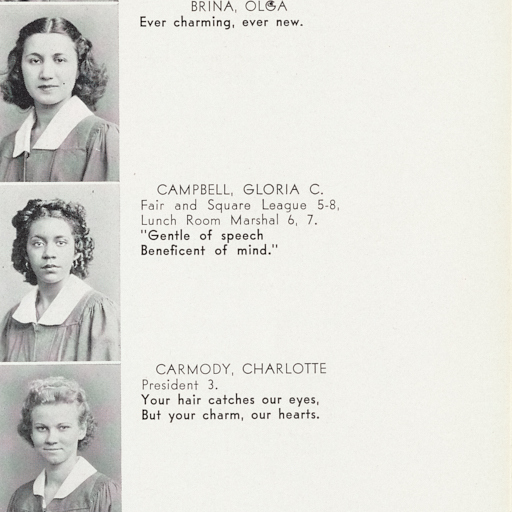 BRINA, OLGA
Ever charming, ever new.
CAMPBELL, GLORIA C.
Fair and Square League 5-8,
Lunch Room Marshal 6, 7.
"Gentle of speech
Beneficent of mind."
CARMODY, CHARLOTTE
President 3.
Your hair catches our eyes,
But your charm, our hearts.